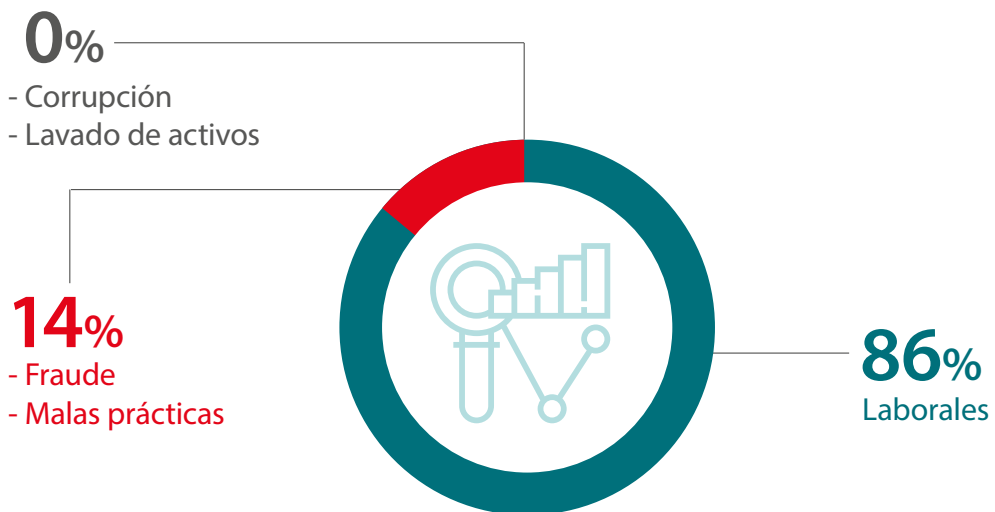 0%
- Corrupción
- Lavado de activos
14%
- Fraude
- Malas prácticas
86%
Laborales